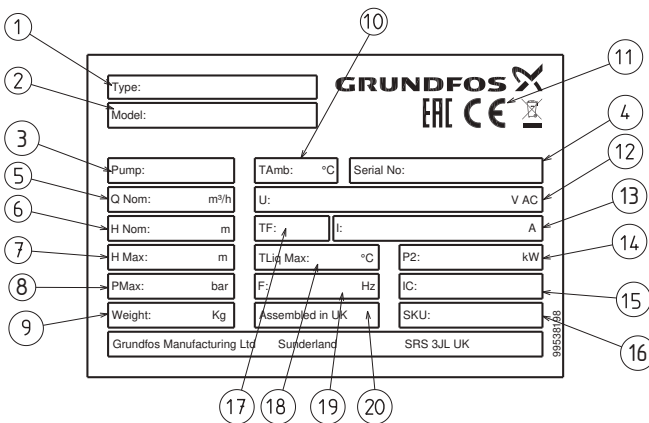 1
10
GRUNDFOS
11
Type:
2
Model:
EAC CE
3
4
Pump:
TAmb: °C
Serial No:
5
12
Q Nom: m³/h
U: V AC
6
13
H Nom: m
TF:
I: A
7
14
H Max: m
TLiq Max: °C
P2: kW
8
15
PMax: bar
F: Hz
IC:
9
16
Weight: Kg
Assembled in UK
SKU:
Grundfos Manufacturing Ltd Sunderland SRS 3JL UK
99538198
17 18 19 20